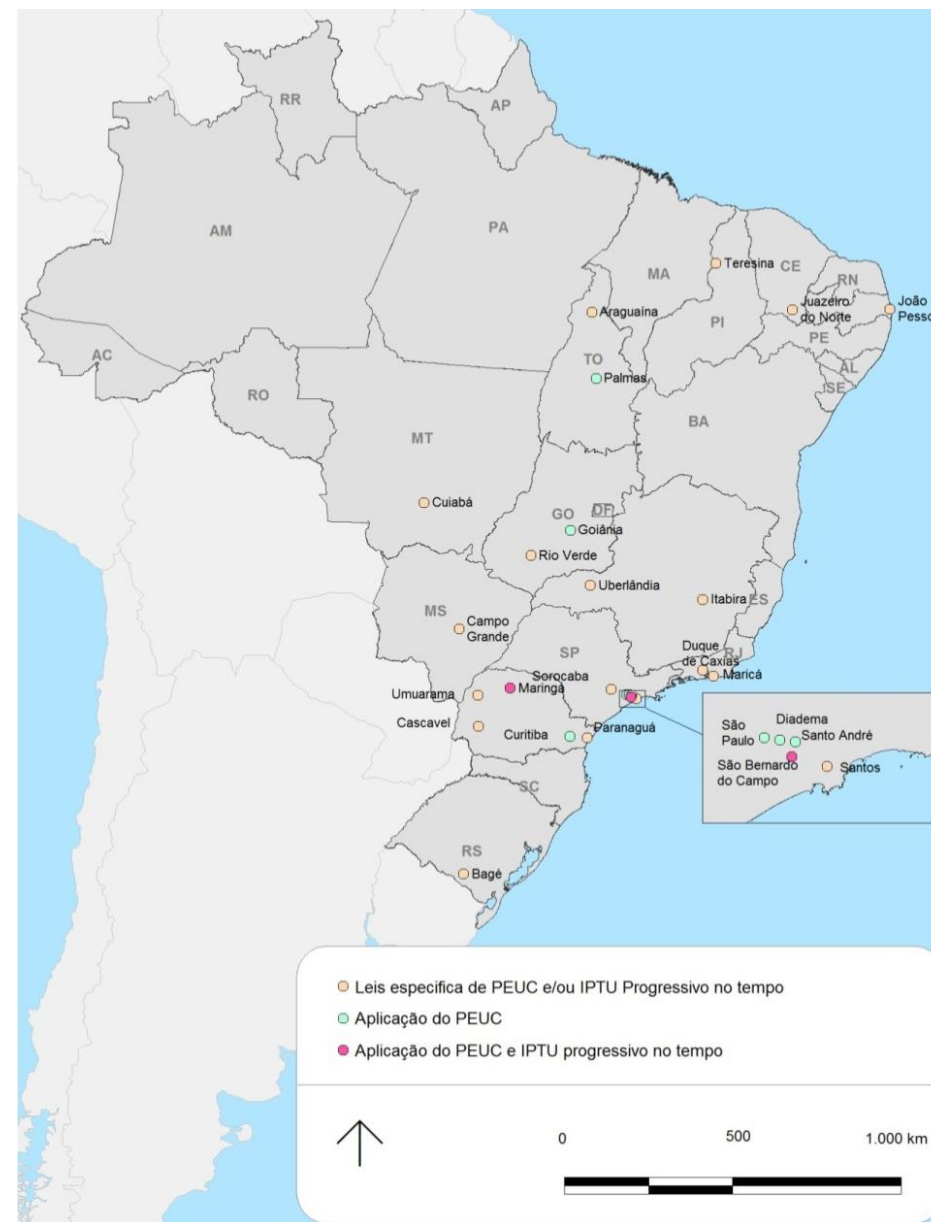 RR
AP
AM
PA
MA
Teresina
CE
RN
Juazeiro
do Norte
João
Pesso
Araguaína
PI
PE
AC
TO
AL
SE
Palmas
RO
BA
MT
Cuiabá
GO
DF
Goiânia
Rio Verde
Uberlândia
Itabira
ES
MS
Campo
Grande
SP
Duque
de Caxias
RJ
Maricá
Sorocaba
Maringá
Umuarama
Cascavel
Curitiba
Paranaguá
São
Paulo
Diadema
Santo André
São Bernardo
do Campo
Santos
SC
RS
Bagé
Leis especifica de PEUC e/ou IPTU Progressivo no tempo
Aplicação do PEUC
Aplicação do PEUC e IPTU progressivo no tempo
0
500
1.000 km